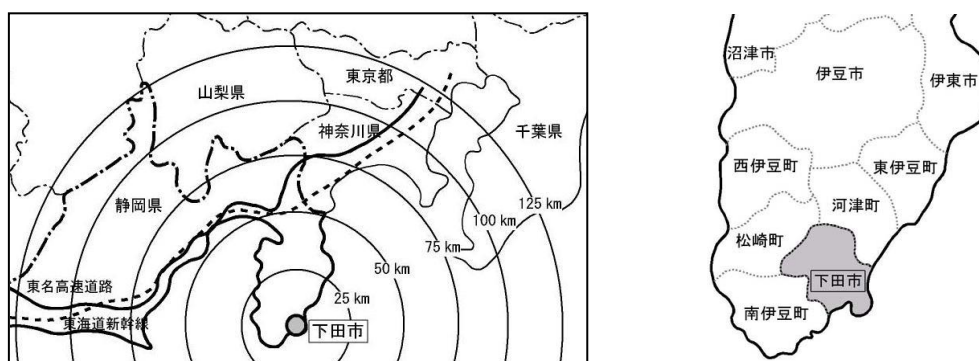 東京都
山梨県
神奈川県
千葉県
静岡県
125 km
100 km
75 km
50 km
25 km
東名高速道路
東海道新幹線
下田市
沼津市
伊豆市
伊東市
西伊豆町
東伊豆町
河津町
松崎町
下田市
南伊豆町